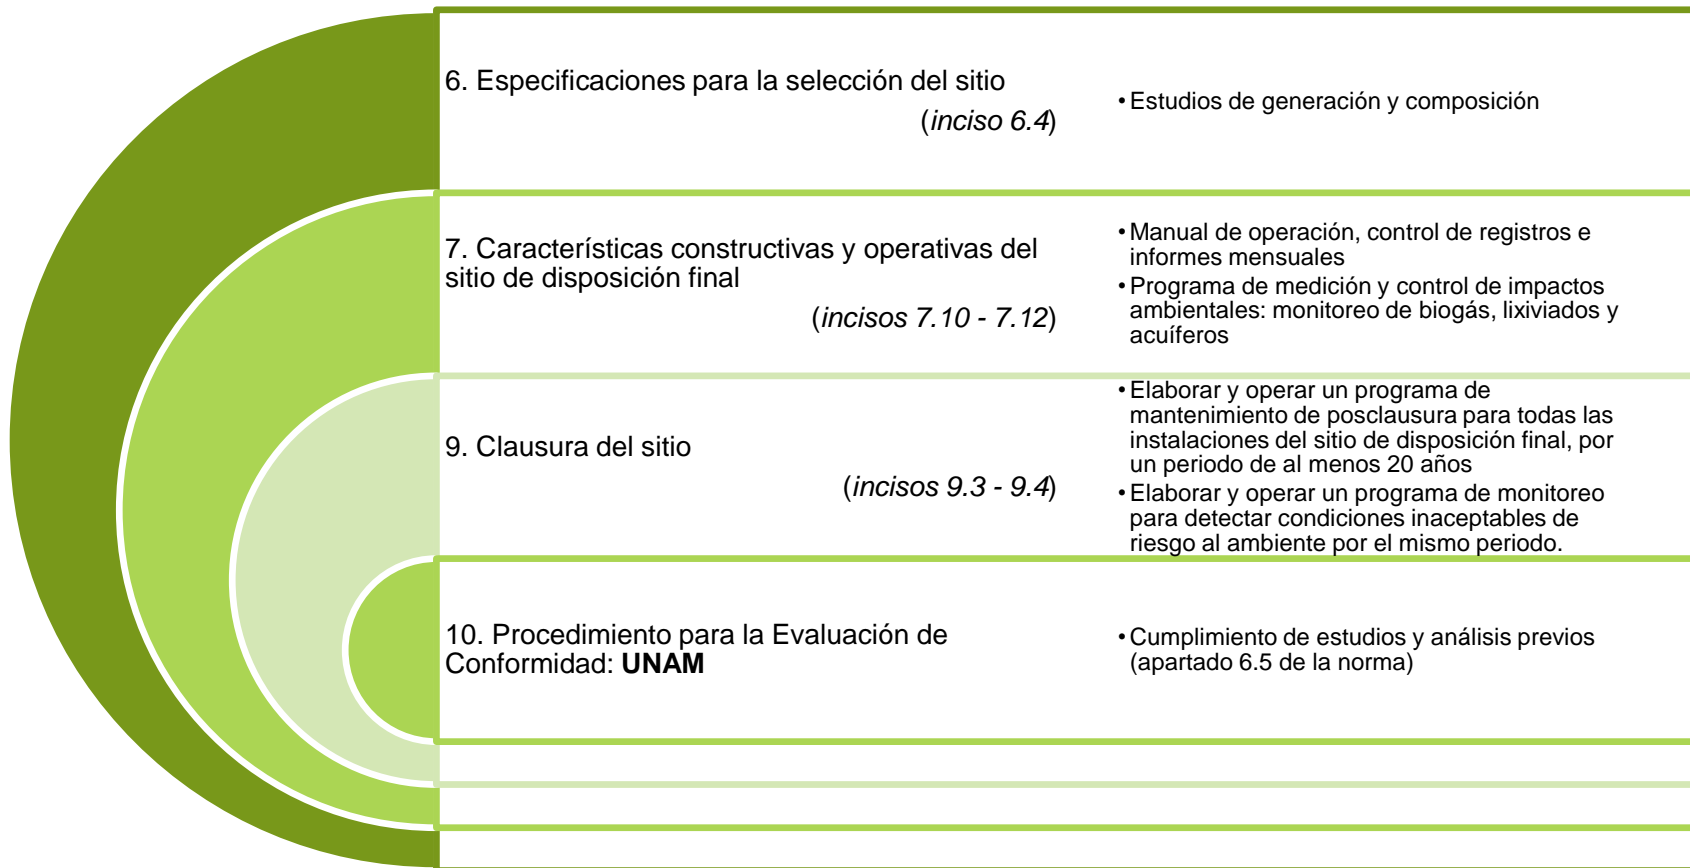 6. Especificaciones para la selección del sitio
(inciso 6.4)
• Estudios de generación y composición
7. Característícas constructivas y operativas del
sitio de disposición final
(incisos 7.10 - 7.12)
• Manual de operación, control de registros e
informes mensuales
• Programa de medición y control de impactos
ambientales: monitoreo de biogás, lixiviados y
acuíferos
9. Clausura del sitio
(incisos 9.3 - 9.4)
• Elaborar y operar un programa de
mantenimiento de posclausura para todas las
instalaciones del sitio de disposición final, por
un periodo de al menos 20 años
• Elaborar y operar un programa de monitoreo
para detectar condiciones inaceptables de
riesgo al ambiente por el mismo periodo.
10. Procedimiento para la Evaluación de
Conformidad: UNAM
• Cumplimiento de estudios y análisis previos
(apartado 6.5 de la norma)